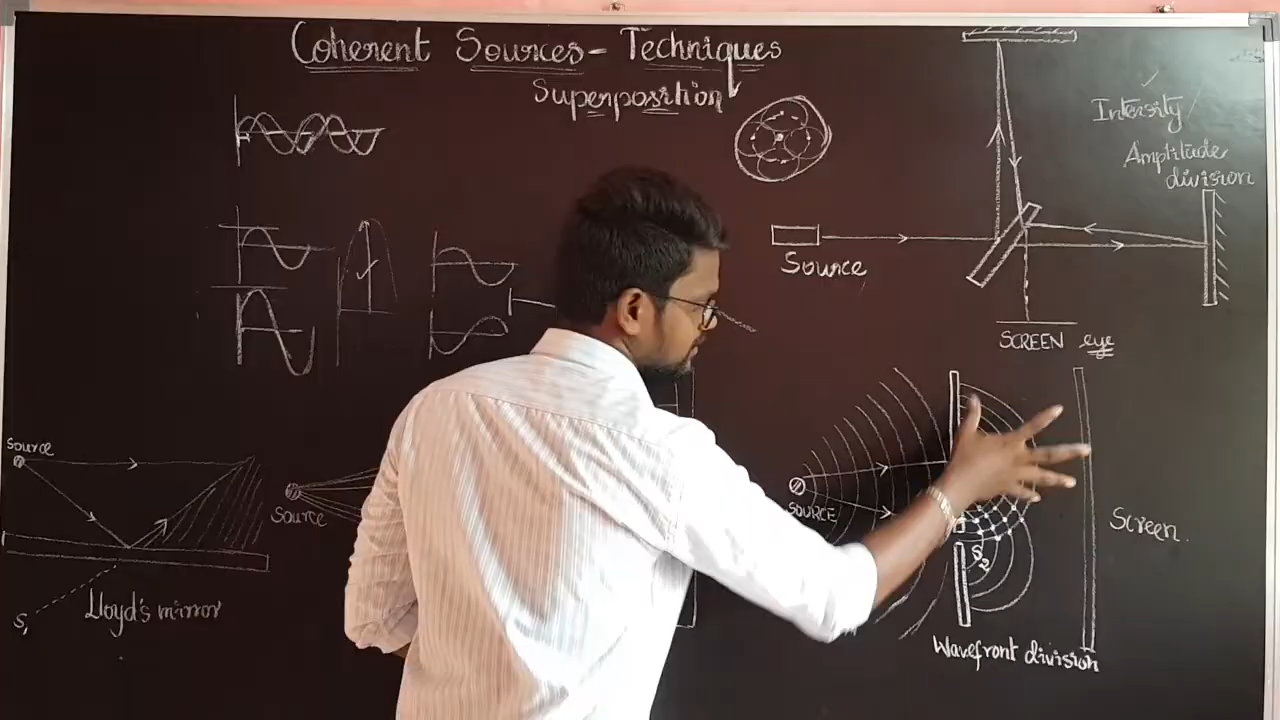 Coherent Sources - Techniques
Superposition
Intensity
Amplitude
division
Source
SCREEN eye
Source
Source
SOURCE
Screen.
S2
S1
Lloyd's mirror
Wavefront division